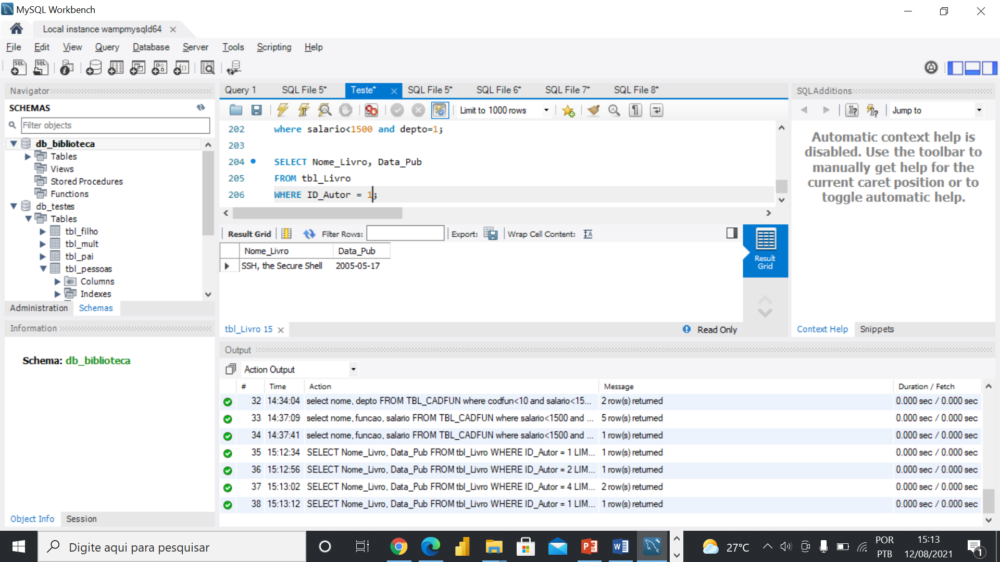 MySQL Workbench
Local instance wampmysqld64
File Edit View Query Database Server Tools Scripting Help
Navigator
SCHEMAS
Filter objects
db_biblioteca
Tables
Views
Stored Procedures
Functions
db_testes
Tables
tbl_filho
tbl_mult
tbl_pai
tbl_pessoas
Columns
Indexes
Administration Schemas
Information
Schema: db_biblioteca
Object Info Session
Query 1 SQL File 5* Teste* SQL File 5* SQL File 6* SQL File 7* SQL File 8*
Limit to 1000 rows
202 where salario<1500 and depto=1;
203
204 SELECT Nome_Livro, Data_Pub
205 FROM tbl_Livro
206 WHERE ID_Autor = 1;
Result Grid Filter Rows: Export: Wrap Cell Content:
Nome_Livro Data_Pub
SSH, the Secure Shell 2005-05-17
Result
Grid
tbl_Livro 15 Read Only
SQLAdditions
Jump to
Automatic context help is
disabled. Use the toolbar to
manually get help for the
current caret position or to
toggle automatic help.
Context Help Snippets
Output
Action Output
# Time Action Message Duration / Fetch
32 14:34:04 select nome, depto FROM TBL_CADFUN where codfun<10 and salario<15... 2 row(s) returned 0.000 sec / 0.000 sec
33 14:37:09 select nome, funcao, salario FROM TBL_CADFUN where salario<1500 and ... 5 row(s) returned 0.000 sec / 0.000 sec
34 14:37:41 select nome, funcao, salario FROM TBL_CADFUN where salario<1500 and ... 1 row(s) returned 0.000 sec / 0.000 sec
35 15:12:34 SELECT Nome_Livro, Data_Pub FROM tbl_Livro WHERE ID_Autor = 1 LIM... 1 row(s) returned 0.000 sec / 0.000 sec
36 15:12:56 SELECT Nome_Livro, Data_Pub FROM tbl_Livro WHERE ID_Autor = 2 LIM... 1 row(s) returned 0.000 sec / 0.000 sec
37 15:13:02 SELECT Nome_Livro, Data_Pub FROM tbl_Livro WHERE ID_Autor = 4 LIM... 2 row(s) returned 0.000 sec / 0.000 sec
38 15:13:12 SELECT Nome_Livro, Data_Pub FROM tbl_Livro WHERE ID_Autor = 1 LIM... 1 row(s) returned 0.000 sec / 0.000 sec
Digite aqui para pesquisar
27°C
POR
PTB
15:13
12/08/2021
1